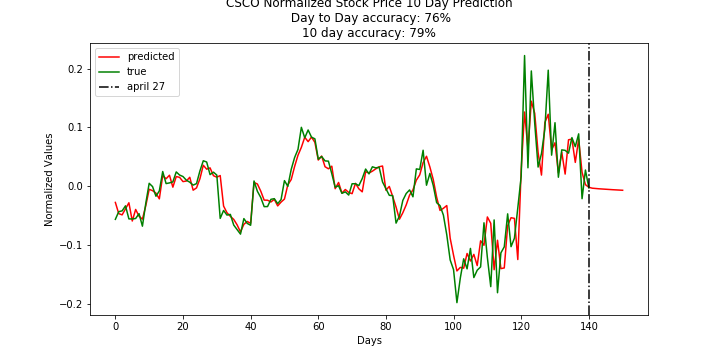 CSCO Normalized Stock Price 10 Day Prediction
Day to Day accuracy: 76%
10 day accuracy: 79%
predicted
true
april 27
Normalized Values
0.2
0.1
0.0
−0.1
−0.2
0 20 40 60 80 100 120 140
Days